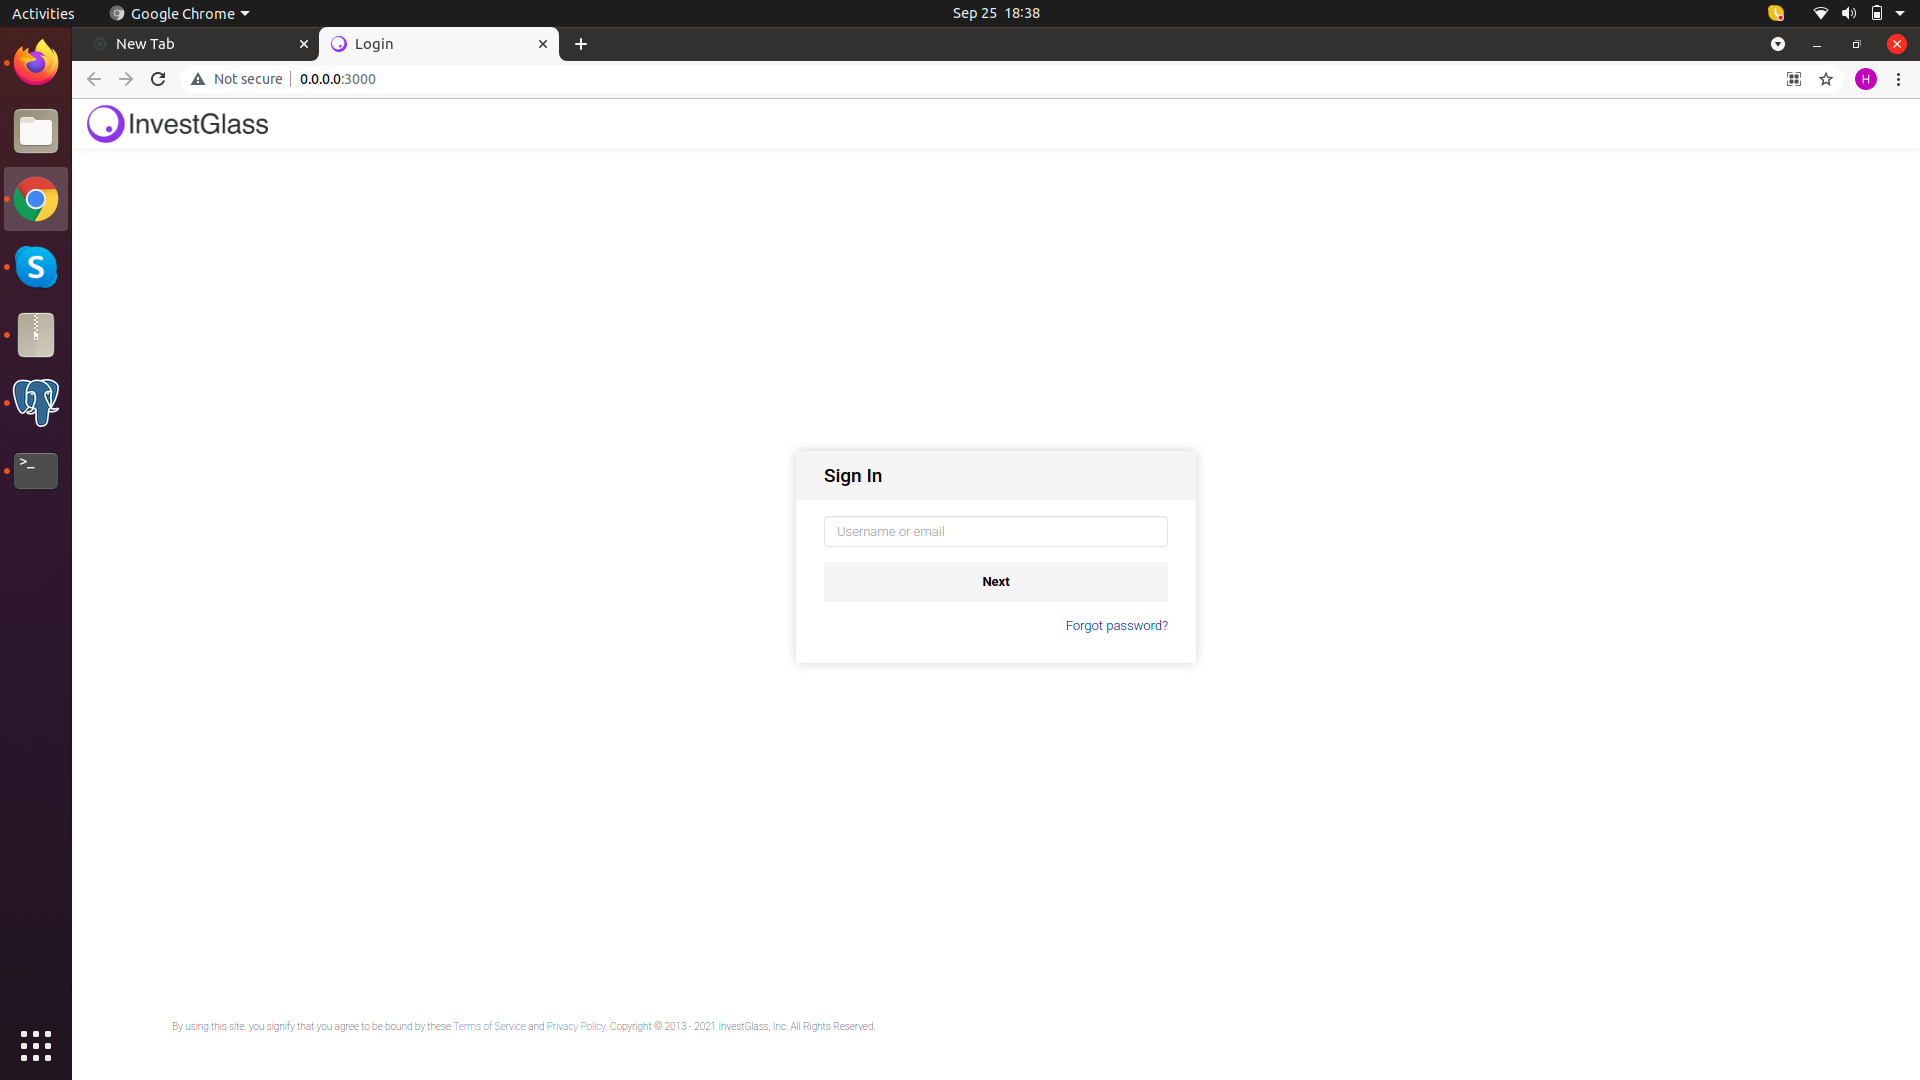 Activities
Google Chrome
Sep 25 18:38
New Tab
Login
Not secure
0.0.0.0:3000
H
InvestGlass
S
>_
Sign In
Username or email
Next
Forgot password?
By using this site, you signify that you agree to be bound by these Terms of Service and Privacy Policy. Copyright © 2013 - 2021 InvestGlass, Inc. All Rights Reserved.